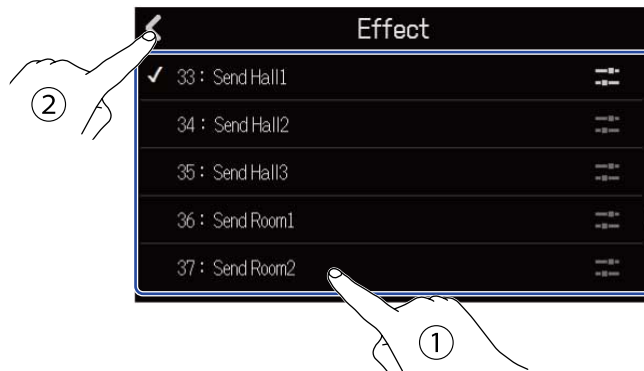 Effect
33 : Send Hall1
34 : Send Hall2
35 : Send Hall3
36 : Send Room1
37 : Send Room2
②
①